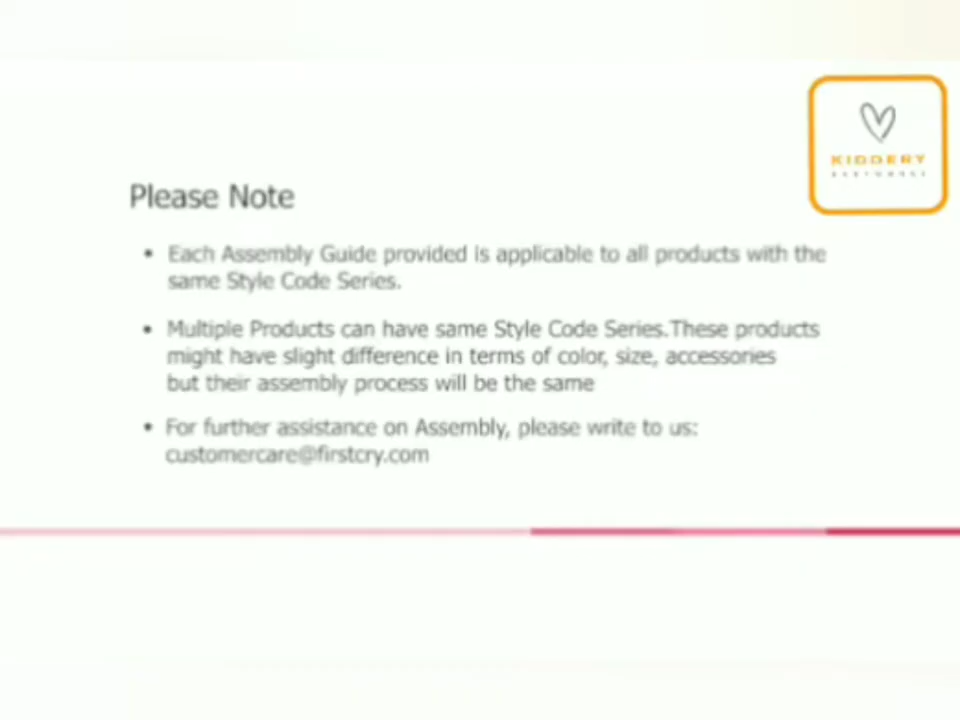 KIDDERY
Please Note
• Each Assembly Guide provided is applicable to all products with the
same Style Code Series.
• Multiple Products can have same Style Code Series.These products
might have slight difference in terms of color, size, accessories
but their assembly process will be the same
• For further assistance on Assembly, please write to us:
customercare@firstcry.com